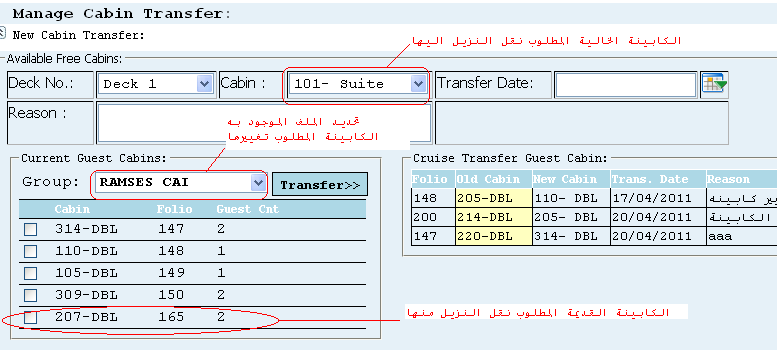 Manage Cabin Transfer:
New Cabin Transfer:
الكابينة الخالية المطلوب نقل النزيل اليها
Available Free Cabins:
Deck No.: Deck 1 Cabin : 101- Suite Transfer Date:
Reason :
تحديد الملف الموجود به
الكابينة المطلوب تغييرها
Current Guest Cabins:
Group: RAMSES CAI Transfer>>
Cabin Folio Guest Cnt
314-DBL 147 2
110-DBL 148 1
105-DBL 149 1
309-DBL 150 2
207-DBL 165 2
Cruise Transfer Guest Cabin:
Folio Old Cabin New Cabin Trans. Date Reason
148 205-DBL 110- DBL 17/04/2011 يير كابينه
200 214-DBL 205- DBL 20/04/2011 الكابينة
147 220-DBL 314- DBL 20/04/2011 aaa
الكابينة القدية المطلوب نقل النزيل منها